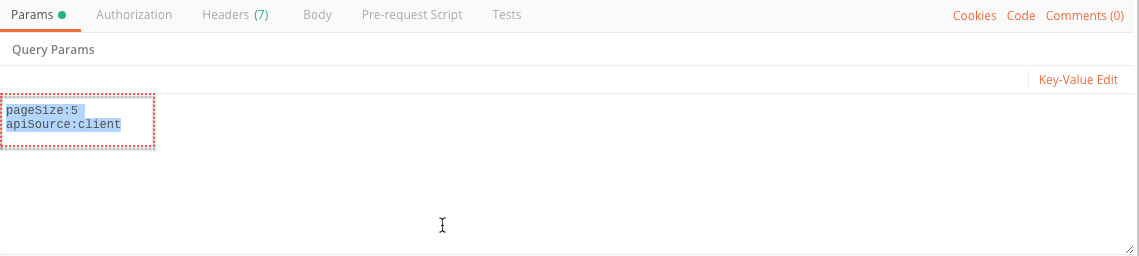 Params Authorization Headers (7) Body Pre-request Script Tests Cookies Code Comments (0)
Query Params
Key-Value Edit
pageSize:5
apiSource:client